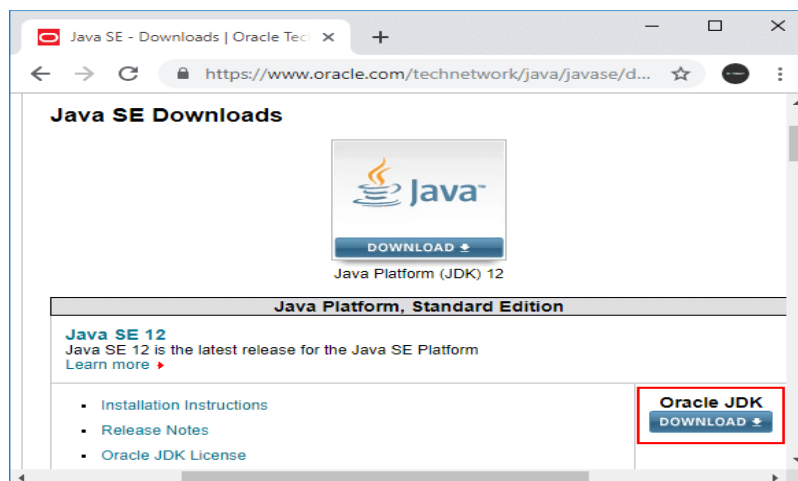 Java SE - Downloads | Oracle Tec
https://www.oracle.com/technetwork/java/javase/d...
Java SE Downloads
Java
DOWNLOAD
Java Platform (JDK) 12
Java Platform, Standard Edition
Java SE 12
Java SE 12 is the latest release for the Java SE Platform
Learn more
Installation Instructions
Release Notes
Oracle JDK License
Oracle JDK
DOWNLOAD